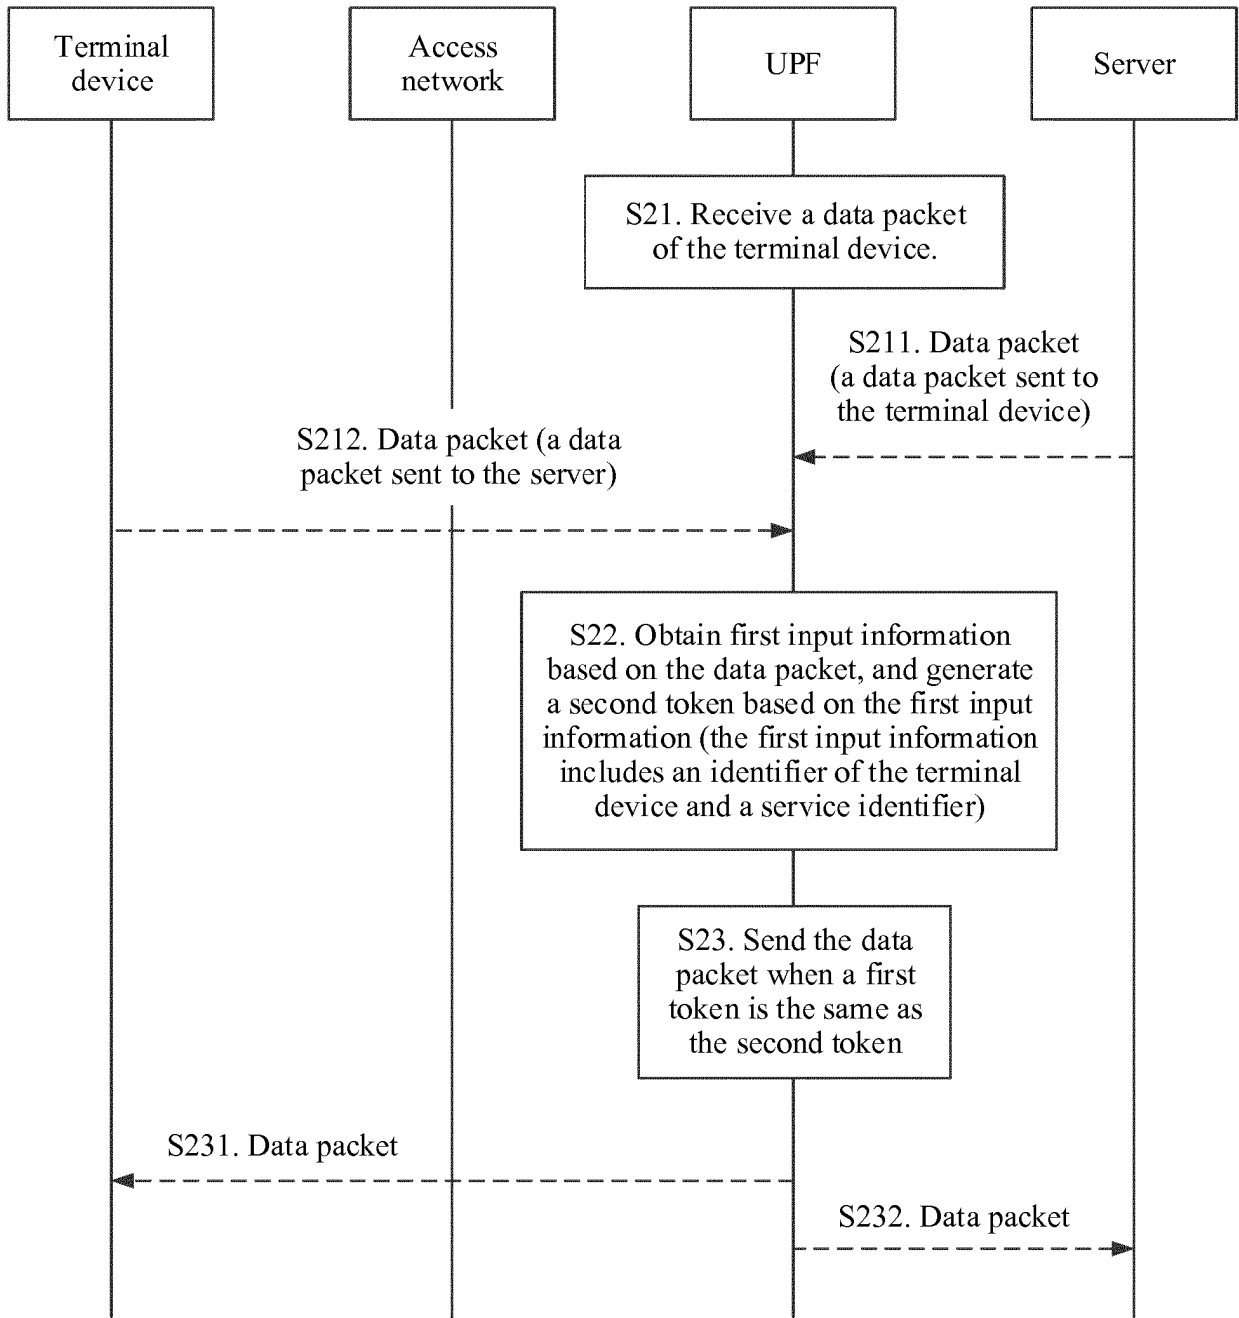 Terminal
device
Access
network
UPF
Server
S21. Receive a data packet
of the terminal device.
S211. Data packet
(a data packet sent to
the terminal device)
S212. Data packet (a data
packet sent to the server)
S22. Obtain first input information
based on the data packet, and generate
a second token based on the first input
information (the first input information
includes an identifier of the terminal
device and a service identifier)
S23. Send the data
packet when a first
token is the same as
the second token
S231. Data packet
S232. Data packet